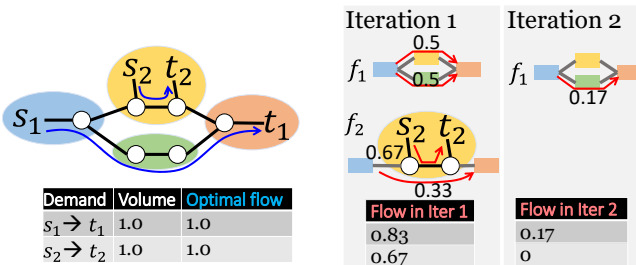 s₂ t₂
s₁ t₁
Demand Volume Optimal flow
s₁→ t₁ 1.0 1.0
s₂→ t₂ 1.0 1.0
Iteration 1
0.5
f₁
0.5
f₂
s₂ t₂
0.67
0.33
Flow in Iter 1
0.83
0.67
Iteration 2
f₁
0.17
Flow in Iter 2
0.17
0